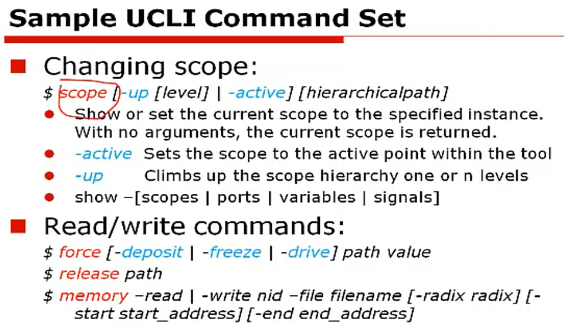 Sample UCLI Command Set
Changing scope:
$ scope [-up [level] | -active] [hierarchicalpath]
Show or set the current scope to the specified instance.
With no arguments, the current scope is returned.
-active Sets the scope to the active point within the tool
-up Climbs up the scope hierarchy one or n levels
show –[scopes | ports | variables | signals]
Read/write commands:
$ force [-deposit | -freeze | -drive] path value
$ release path
$ memory –read | -write nid –file filename [-radix radix] [-
start start_address] [-end end_address]